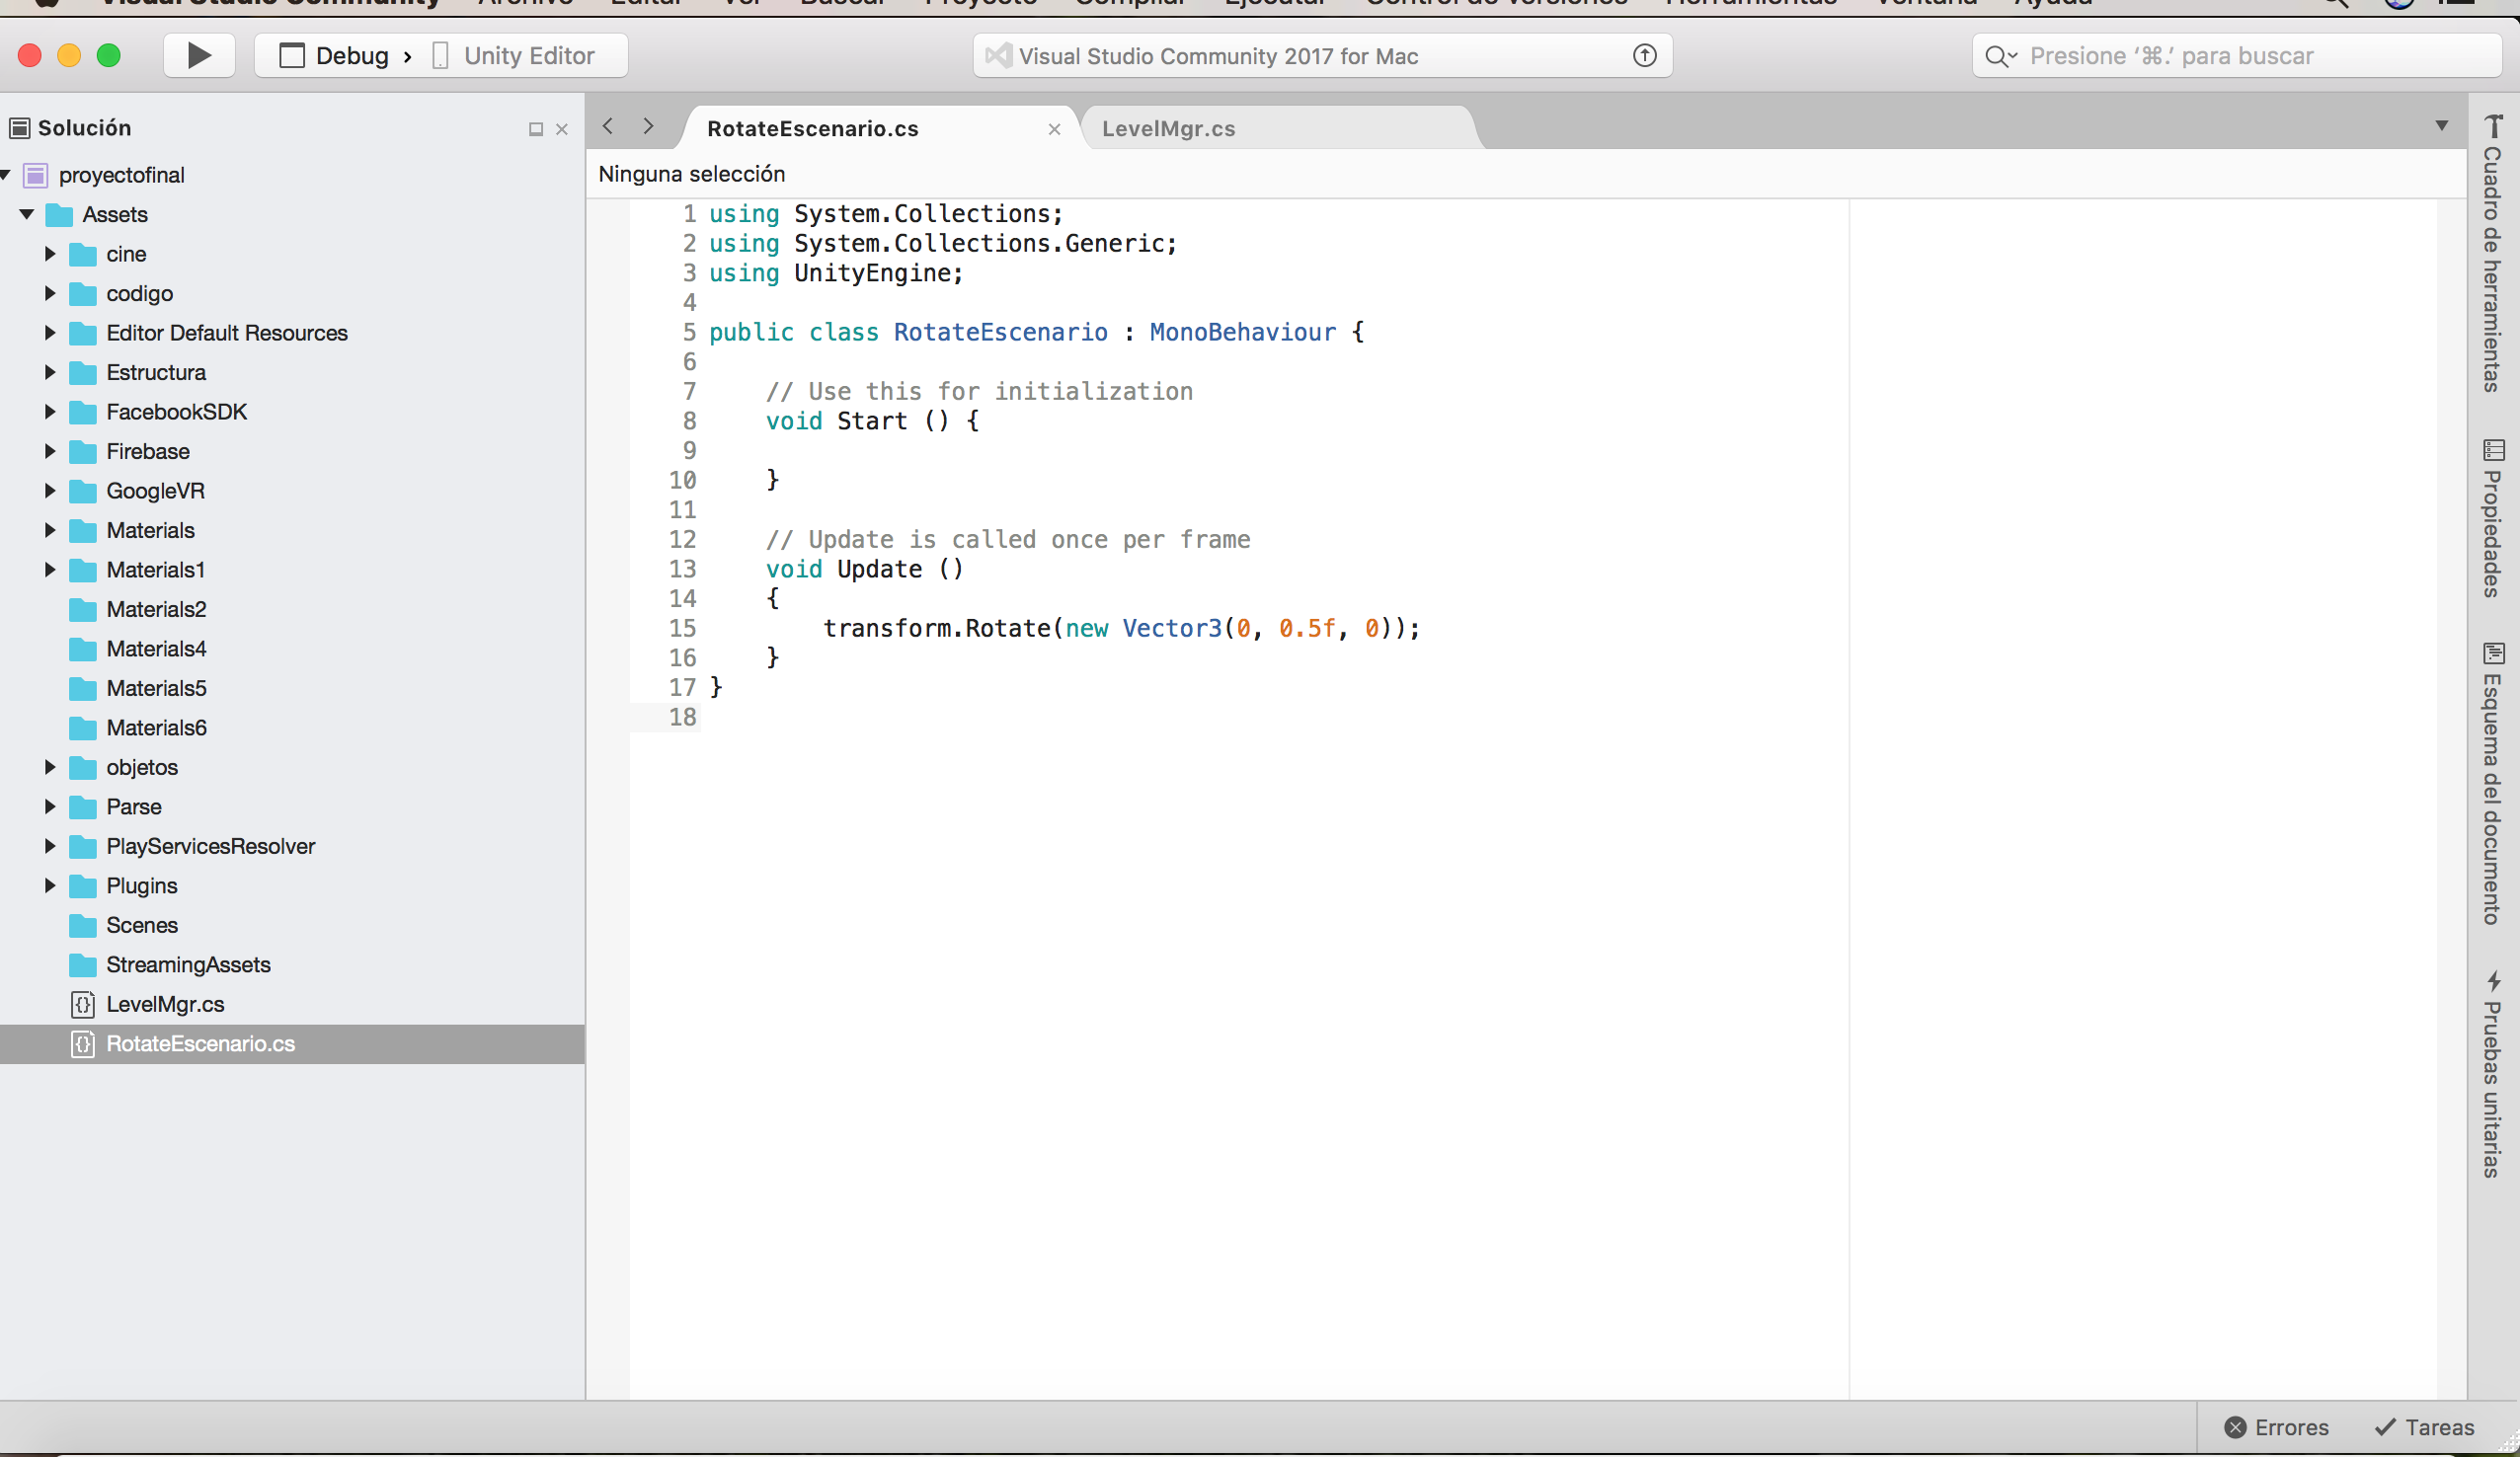 Visual Studio Community Archivo Editar Ver Buscar Proyecto Compilar Ejecutar Control de versiones Herramientas Ventana Ayuda
Debug › Unity Editor
Visual Studio Community 2017 for Mac
Presione ‘⌘.’ para buscar
Solución
proyectofinal
Assets
cine
codigo
Editor Default Resources
Estructura
FacebookSDK
Firebase
GoogleVR
Materials
Materials1
Materials2
Materials4
Materials5
Materials6
objetos
Parse
PlayServicesResolver
Plugins
Scenes
StreamingAssets
LevelMgr.cs
RotateEscenario.cs
RotateEscenario.cs LevelMgr.cs
Ninguna selección
1 using System.Collections;
2 using System.Collections.Generic;
3 using UnityEngine;
4
5 public class RotateEscenario : MonoBehaviour {
6
7 // Use this for initialization
8 void Start () {
9
10 }
11
12 // Update is called once per frame
13 void Update ()
14 {
15 transform.Rotate(new Vector3(0, 0.5f, 0));
16 }
17 }
18
Cuadro de herramientas
Propiedades
Esquema del documento
Pruebas unitarias
Errores Tareas